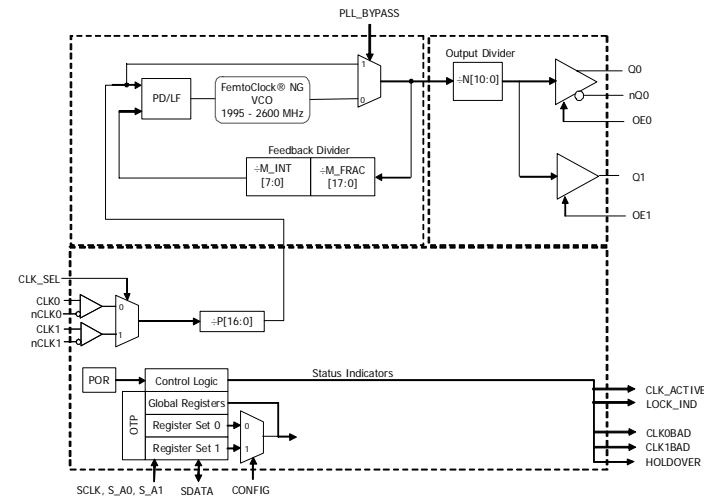 PLL_BYPASS
Output Divider
1
÷N[10:0]
Q0
FemtoClock® NG
VCO
1995 - 2600 MHz
PD/LF
0
nQ0
OE0
Feedback Divider
÷M_INT
[7:0]
÷M_FRAC
[17:0]
Q1
OE1
CLK_SEL
CLK0
nCLK0
0
CLK1
nCLK1
1
÷P[16:0]
Status Indicators
POR
Control Logic
CLK_ACTIVE
LOCK_IND
OTP
Global Registers
Register Set 0
0
Register Set 1
1
CLK0BAD
CLK1BAD
HOLDOVER
SCLK, S_A0, S_A1
SDATA
CONFIG